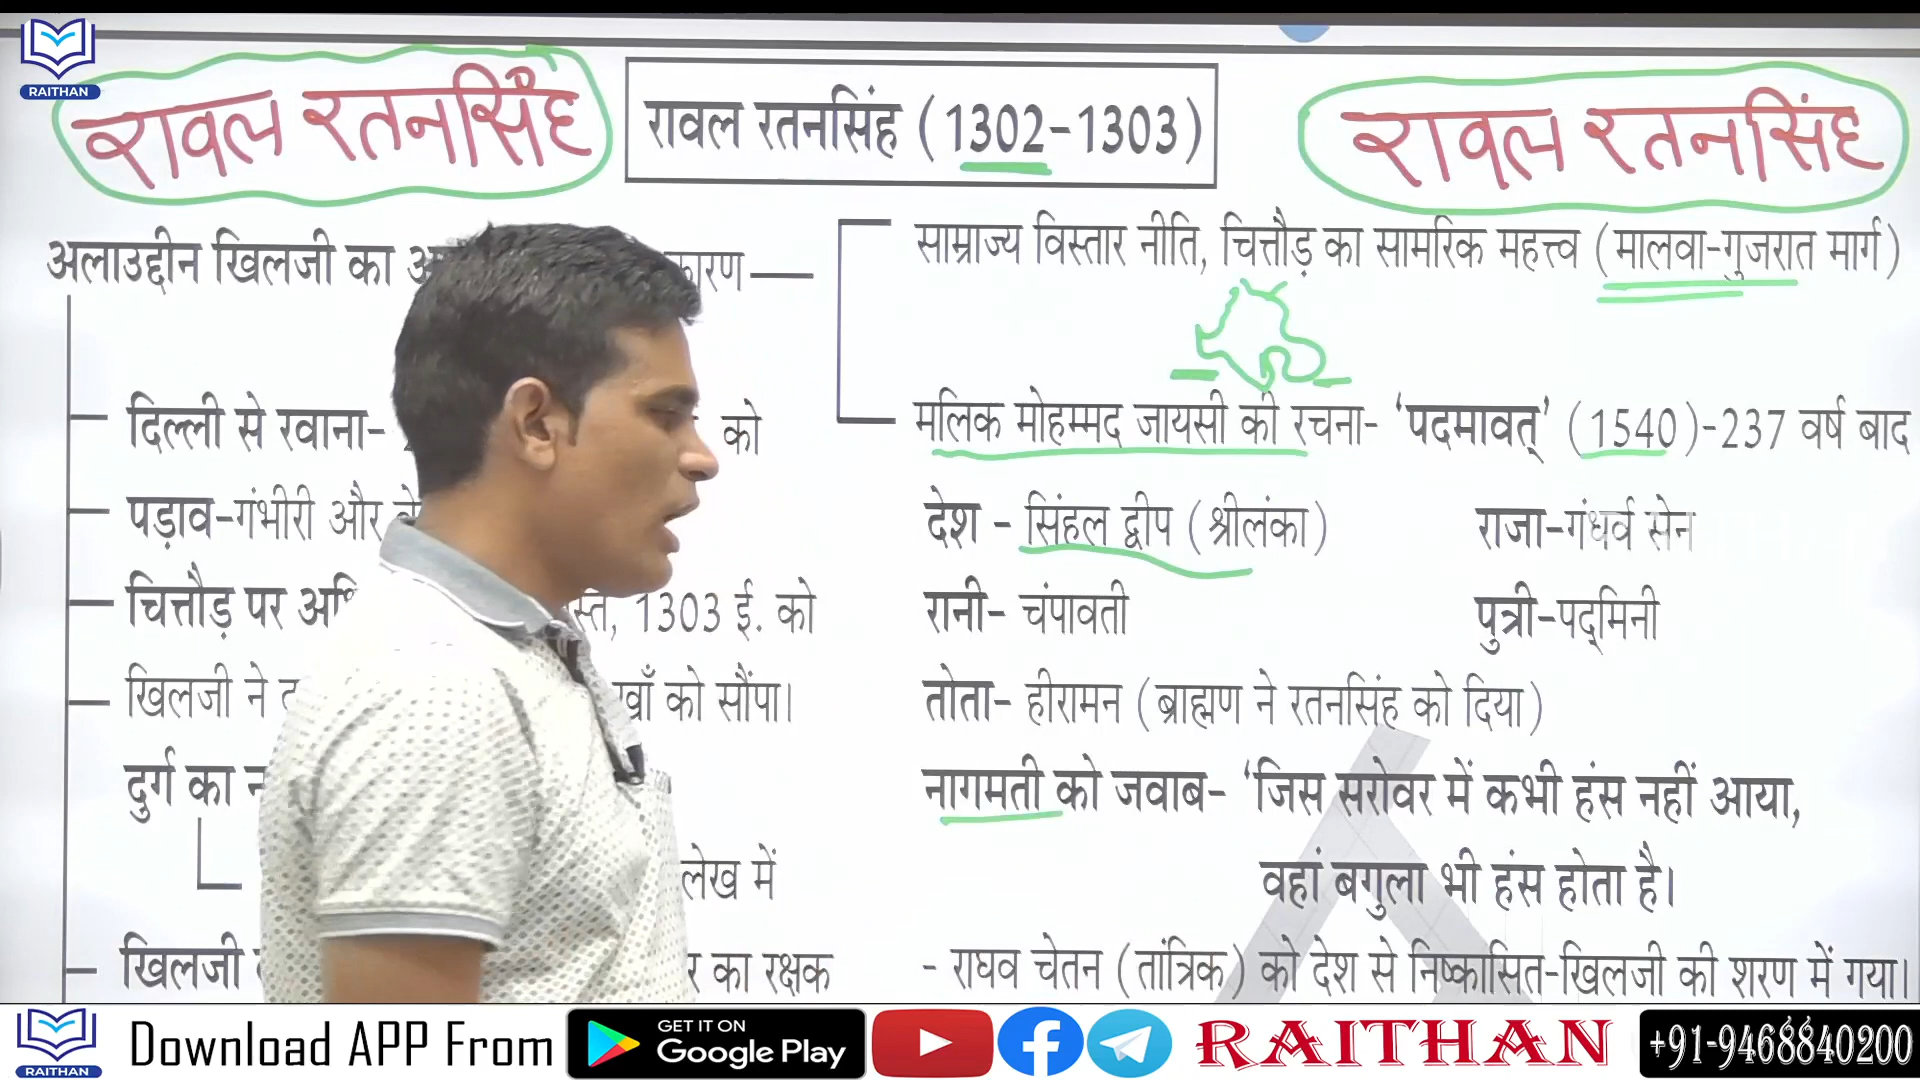 RAITHAN
रावल रतनसिंह
रावल रतनसिंह (1302-1303)
रावल रतनसिंह
अलाउद्दीन खिलजी का
कारण
साम्राज्य विस्तार नीति, चित्तौड़ का सामरिक महत्त्व (मालवा-गुजरात मार्ग)
दिल्ली से रवाना-
को
मलिक मोहम्मद जायसी की रचना- 'पदमावत्' (1540)-237 वर्ष बाद
पड़ाव-गंभीरी और
देश - सिंहल द्वीप (श्रीलंका)
राजा-गंधर्व सेन
चित्तौड़ पर
1303 ई. को
रानी- चंपावती
पुत्री-पद्मिनी
खिलजी ने
खाँ को सौंपा।
तोता- हीरामन (ब्राह्मण ने रतनसिंह को दिया)
दुर्ग का
नागमती को जवाब- 'जिस सरोवर में कभी हंस नहीं आया,
लेख में
वहां बगुला भी हंस होता है।
खिलजी
का रक्षक
- राघव चेतन (तांत्रिक) को देश से निष्कासित-खिलजी की शरण में गया।
RAITHAN
Download APP From
GET IT ON
Google Play
RAITHAN
+91-9468840200